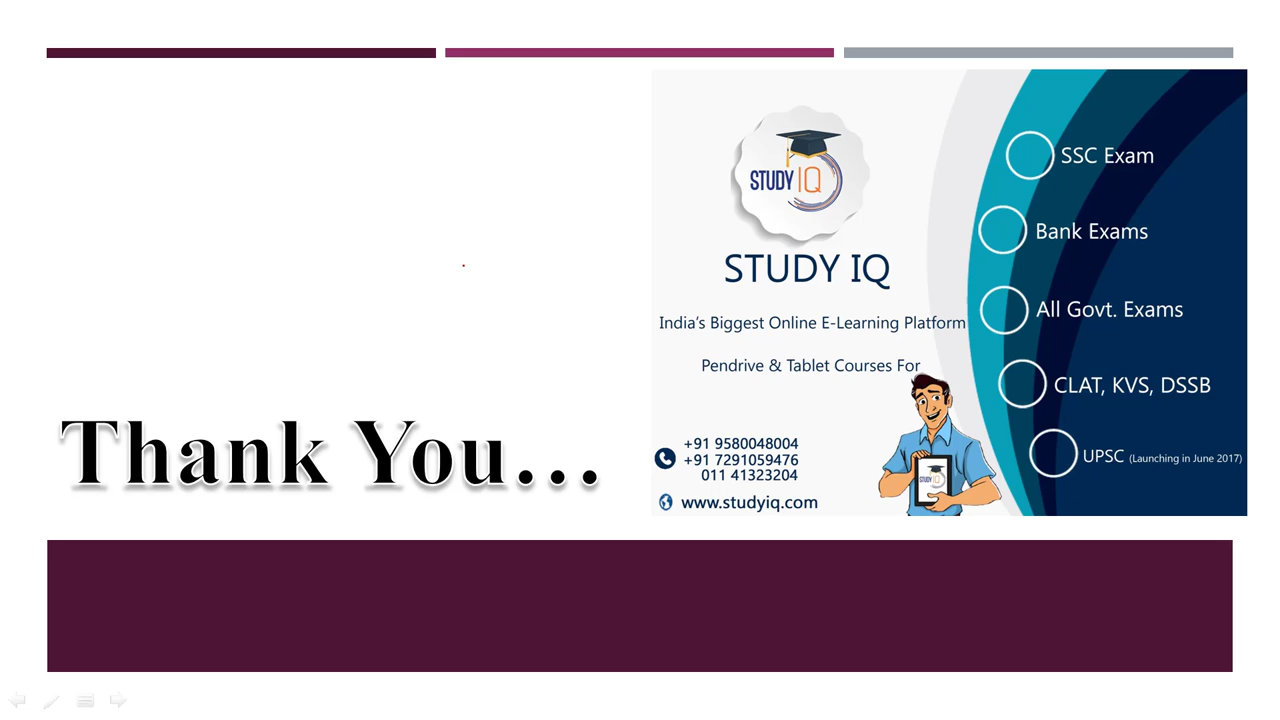 Thank You...
STUDY IQ
STUDY IQ
India's Biggest Online E-Learning Platform
Pendrive & Tablet Courses For
+91 9580048004
+91 7291059476
011 41323204
www.studyiq.com
STUDY IQ
SSC Exam
Bank Exams
All Govt. Exams
CLAT, KVS, DSSB
UPSC (Launching in June 2017)